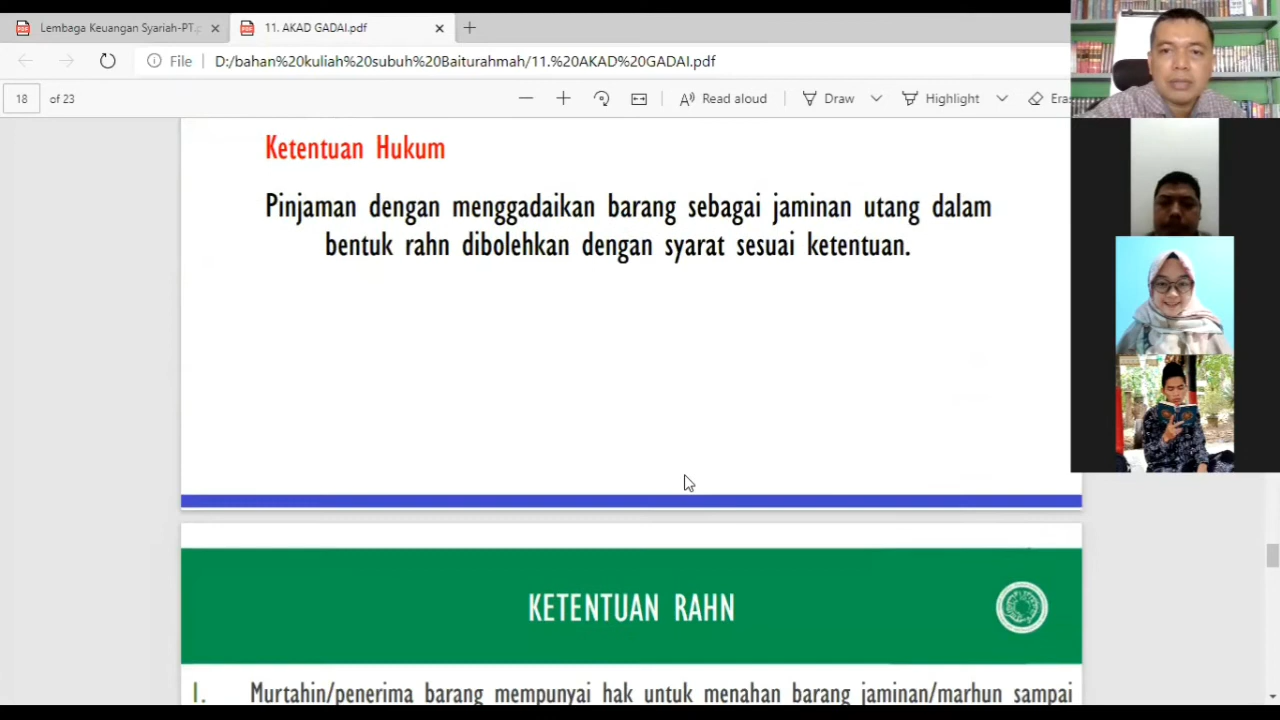 Lembaga Keuangan Syariah-PT.
11. AKAD GADAI.pdf
File
D:/bahan%20kuliah%20subuh%20Baiturahmah/11.%20AKAD%20GADAI.pdf
18 of 23
Read aloud
Draw
Highlight
Eras
Ketentuan Hukum
Pinjaman dengan menggadaikan barang sebagai jaminan utang dalam
bentuk rahn dibolehkan dengan syarat sesuai ketentuan.
KETENTUAN RAHN
1. Murtahin/penerima barang mempunyai hak untuk menahan barang jaminan/marhun sampai